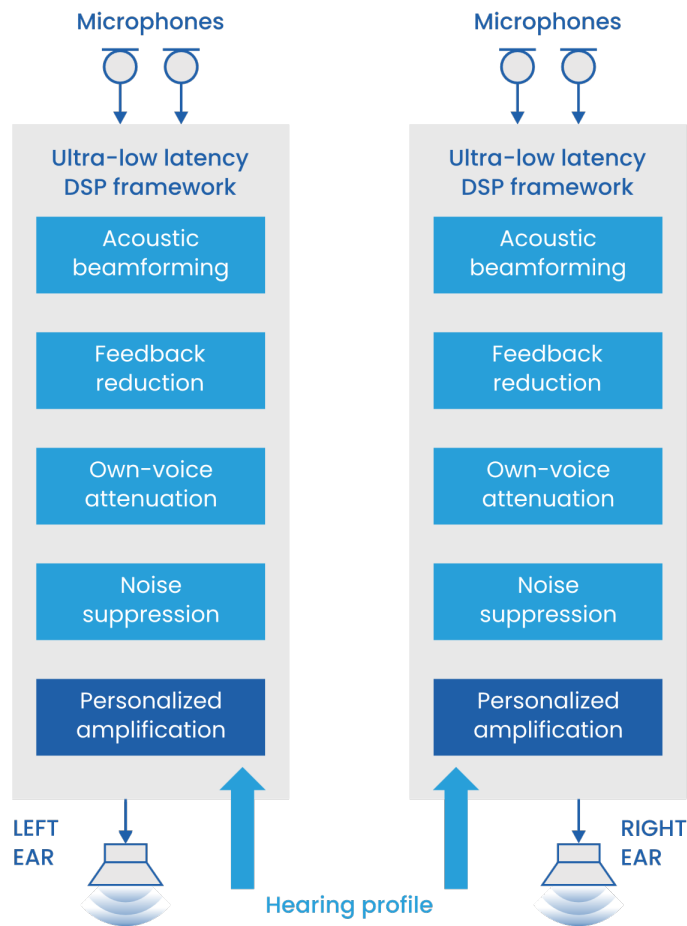 Microphones
Ultra-low latency
DSP framework
Acoustic
beamforming
Feedback
reduction
Own-voice
attenuation
Noise
suppression
Personalized
amplification
LEFT
EAR
Microphones
Ultra-low latency
DSP framework
Acoustic
beamforming
Feedback
reduction
Own-voice
attenuation
Noise
suppression
Personalized
amplification
RIGHT
EAR
Hearing profile